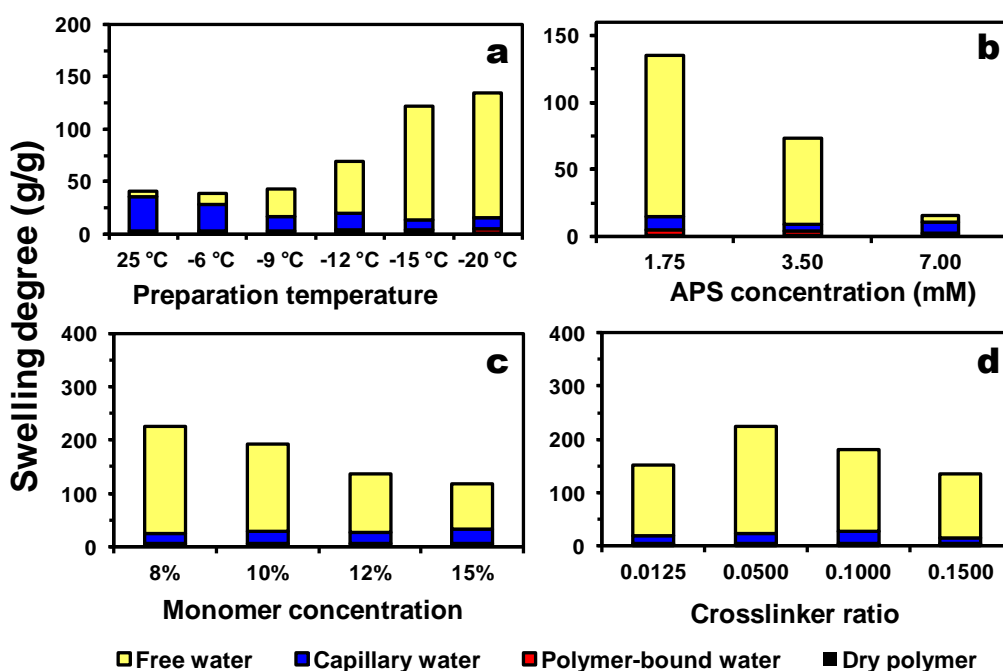 Swelling degree (g/g)
a
200
150
100
50
0
25 °C -6 °C -9 °C -12 °C -15 °C -20 °C
Preparation temperature
b
150
100
50
0
1.75 3.50 7.00
APS concentration (mM)
c
400
300
200
100
0
8% 10% 12% 15%
Monomer concentration
d
400
300
200
100
0
0.0125 0.0500 0.1000 0.1500
Crosslinker ratio
Free water Capillary water Polymer-bound water Dry polymer